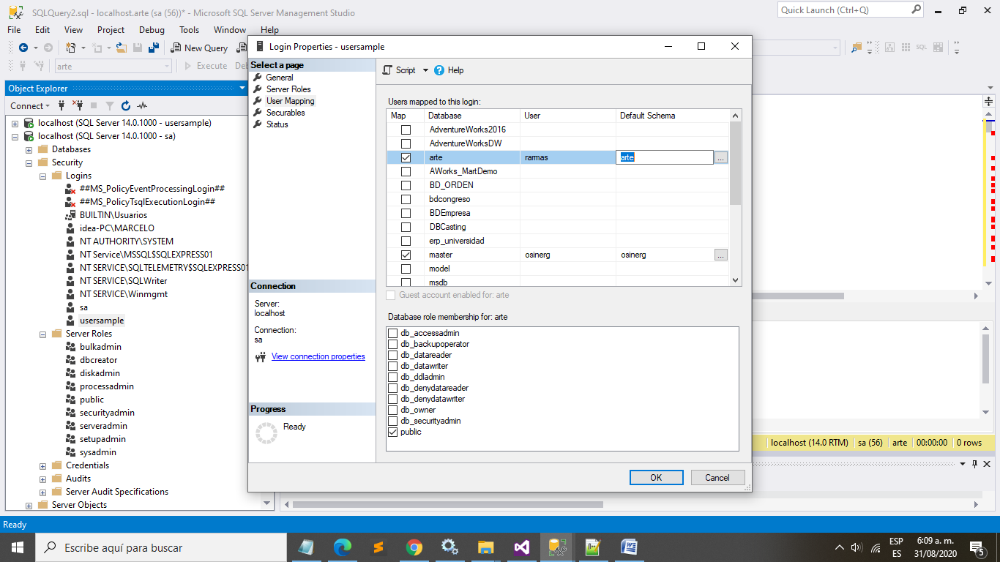 SQLQuery2.sql - localhost.arte (sa (56))* - Microsoft SQL Server Management Studio
Quick Launch (Ctrl+Q)
File Edit View Project Debug Tools Window Help
New Query
arte
Execute
Object Explorer
Connect
localhost (SQL Server 14.0.1000 - usersample)
localhost (SQL Server 14.0.1000 - sa)
Databases
Security
Logins
##MS_PolicyEventProcessingLogin##
##MS_PolicyTsqlExecutionLogin##
BUILTIN\Usuarios
idea-PC\MARCELO
NT AUTHORITY\SYSTEM
NT Service\MSSQL$SQLEXPRESS01
NT SERVICE\SQLTELEMETRY$SQLEXPRESS01
NT SERVICE\SQLWriter
NT SERVICE\Winmgmt
sa
usersample
Server Roles
bulkadmin
dbcreator
diskadmin
processadmin
public
securityadmin
serveradmin
setupadmin
sysadmin
Credentials
Audits
Server Audit Specifications
Server Objects
Login Properties - usersample
Select a page
General
Server Roles
User Mapping
Securables
Status
Connection
Server:
localhost
Connection:
sa
View connection properties
Progress
Ready
Script Help
Users mapped to this login:
Map Database User Default Schema
AdventureWorks2016
AdventureWorksDW
arte ramas arte ...
AWorks_MartDemo
BD_ORDEN
bdcongreso
BDEmpresa
DBCasting
erp_universidad
master osinerg osinerg ...
model
msdb
Guest account enabled for: arte
Database role membership for: arte
db_accessadmin
db_backupoperator
db_datareader
db_datawriter
db_ddladmin
db_denydatareader
db_denydatawriter
db_owner
db_securityadmin
public
OK Cancel
SQL
localhost (14.0 RTM) sa (56) arte 00:00:00 0 rows
Ready
Escribe aquí para buscar
ESP
ES
6:09 a. m.
31/08/2020
5